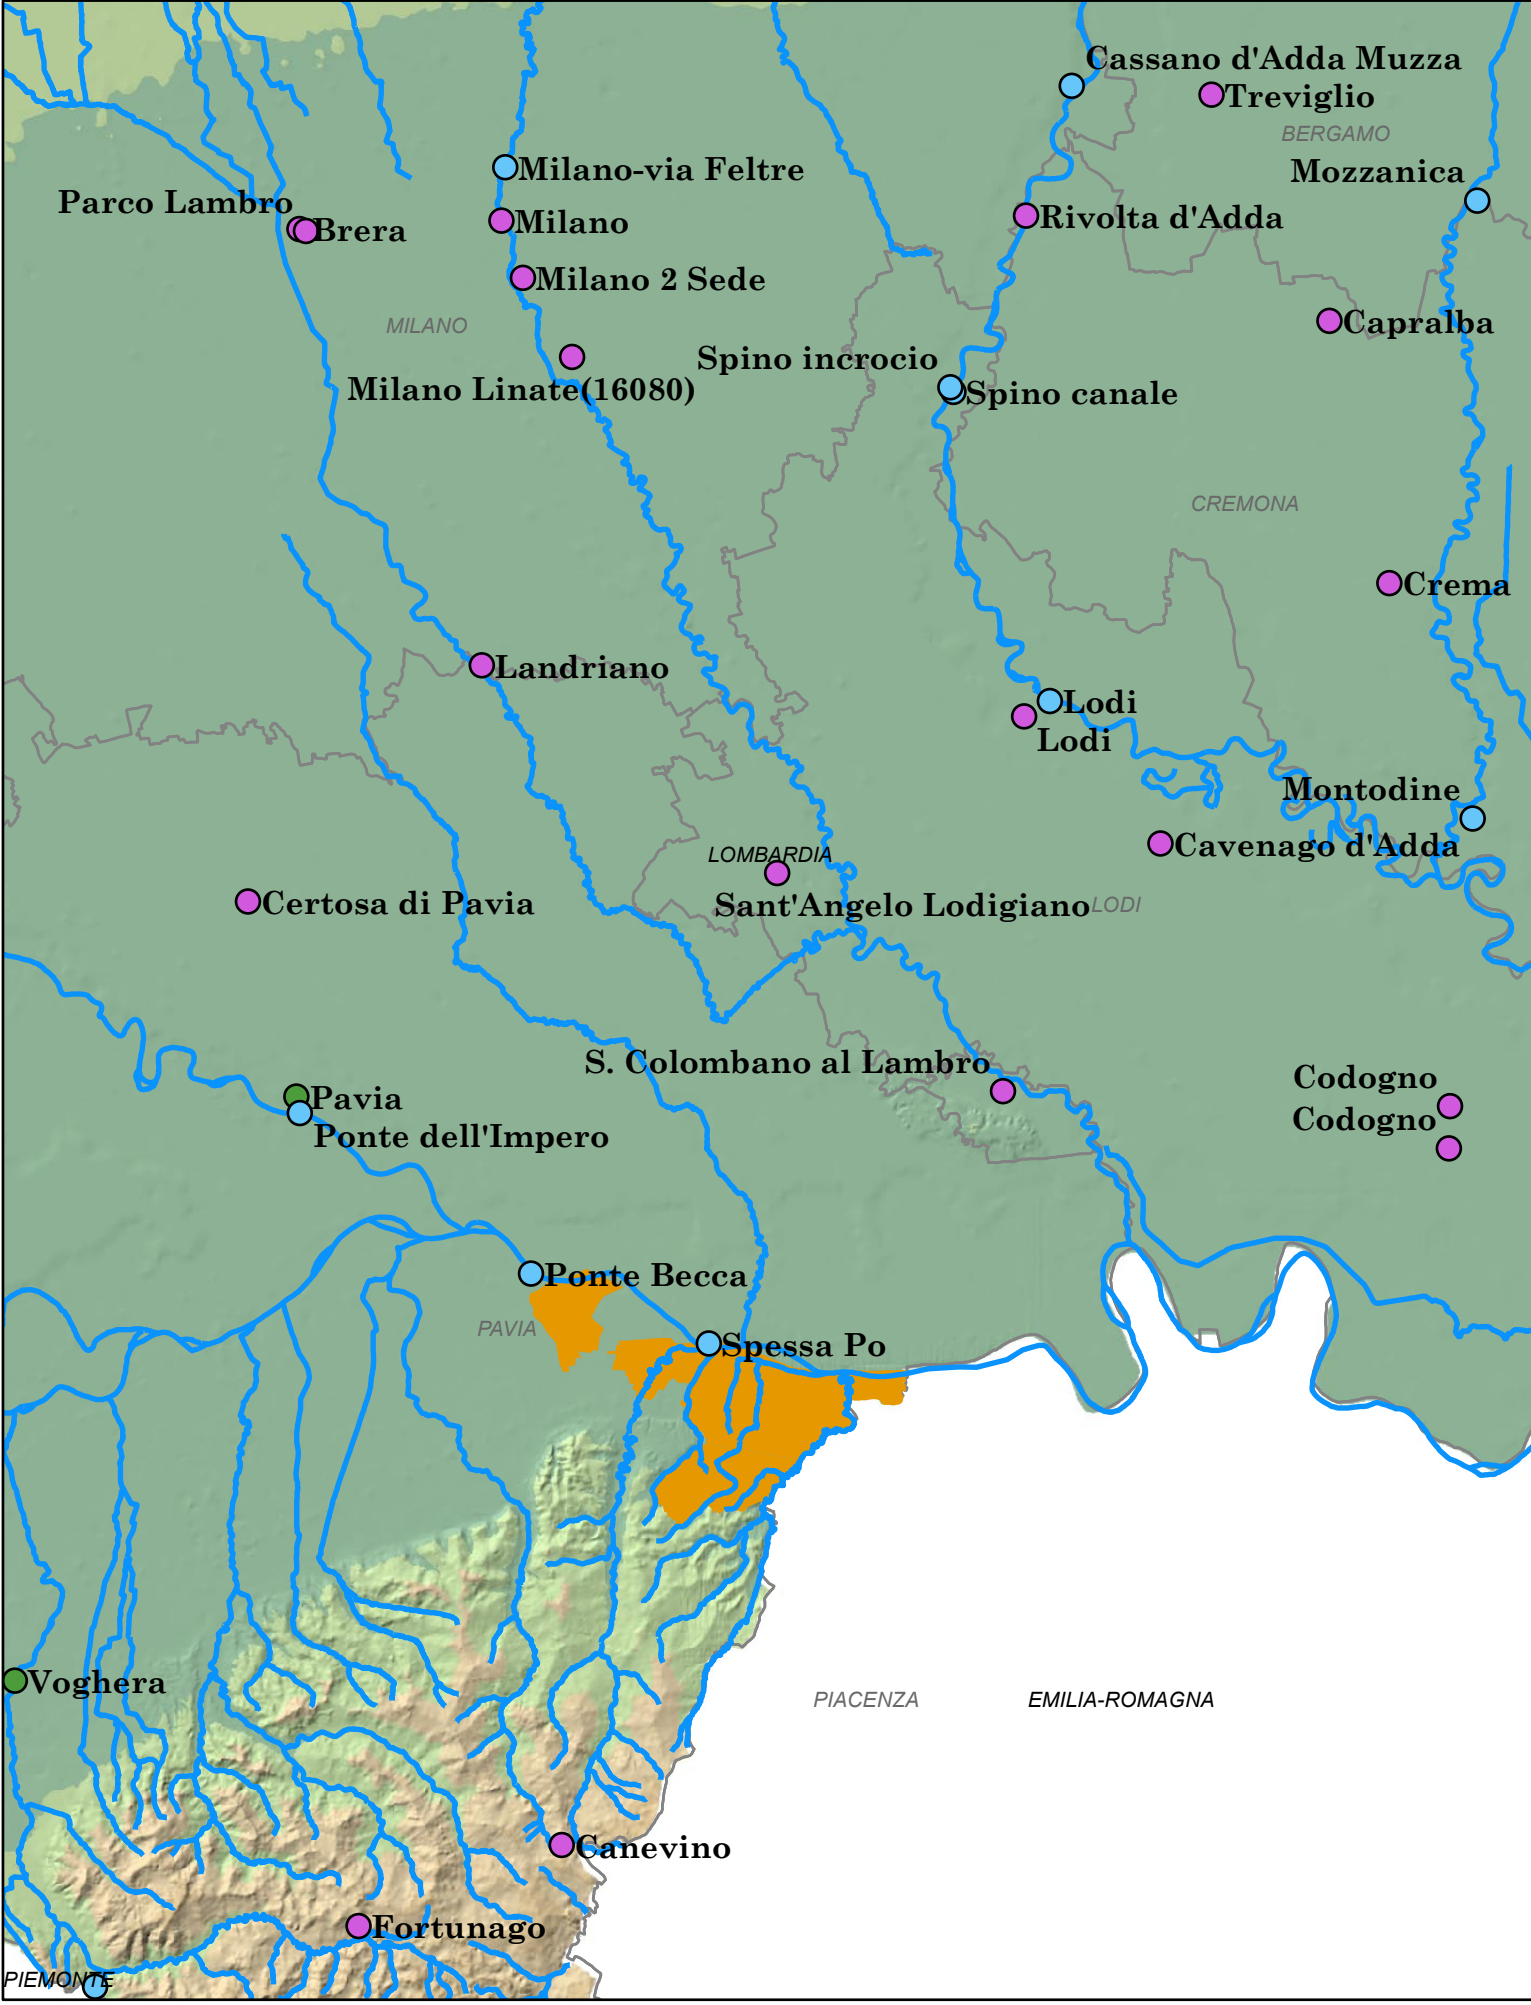 Cassano d'Adda Muzza
Treviglio
BERGAMO
Milano-via Feltre
Mozzanica
Parco Lambro
Brera
Milano
Rivolta d'Adda
Milano 2 Sede
MILANO
Capralba
Spino incrocio
Milano Linate(16080)
Spino canale
CREMONA
Crema
Landriano
Lodi
Lodi
Montodine
Cavenago d'Adda
LOMBARDIA
Certosa di Pavia
Sant'Angelo Lodigiano
LODI
S. Colombano al Lambro
Codogno
Pavia
Codogno
Ponte dell'Impero
Ponte Becca
PAVIA
Spessa Po
Voghera
PIACENZA
EMILIA-ROMAGNA
Canevino
Fortunago
PIEMONTE